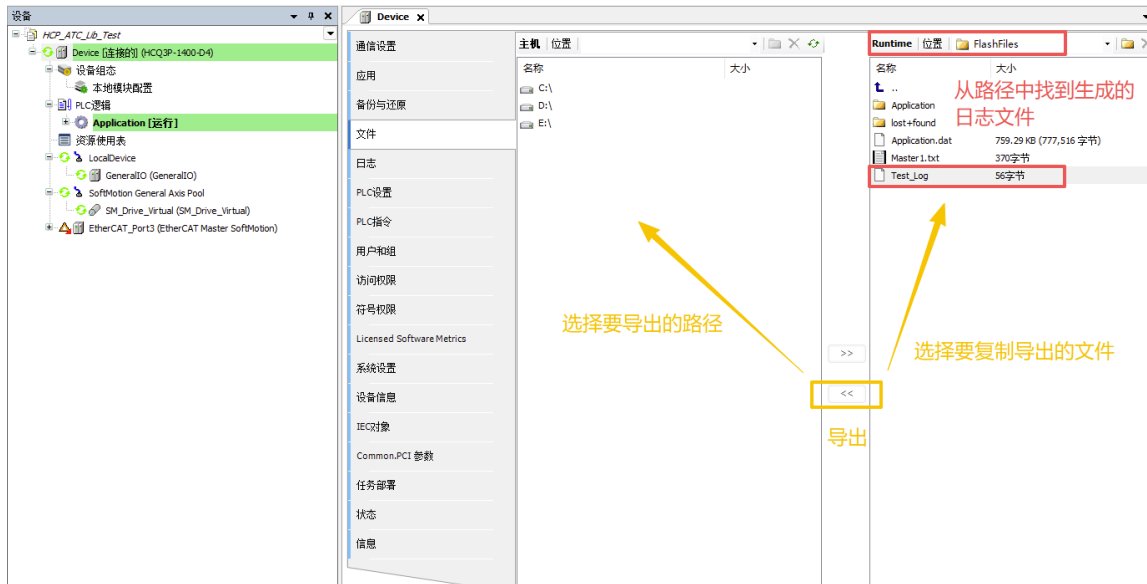 设备
HCP_ATC_Lib_Test
Device [连接的] (HCQ3P-1400-D4)
设备组态
本地模块配置
PLC逻辑
Application [运行]
资源使用表
LocalDevice
GeneralIO (GeneralIO)
SoftMotion General Axis Pool
SM_Drive_Virtual (SM_Drive_Virtual)
EtherCAT_Port3 (EtherCAT Master SoftMotion)
Device
通信设置
应用
备份与还原
文件
日志
PLC设置
PLC指令
用户和组
访问权限
符号权限
Licensed Software Metrics
系统设置
设备信息
IEC对象
Common.PCI 参数
任务部署
状态
信息
主机 位置
名称 大小
C:\
D:\
E:\
选择要导出的路径
>>
<<
导出
Runtime 位置 FlashFiles
名称 大小
..
Application
lost+found
Application.dat 759.29 KB (777,516 字节)
Master1.txt 370字节
Test_Log 56字节
从路径中找到生成的
日志文件
选择要复制导出的文件